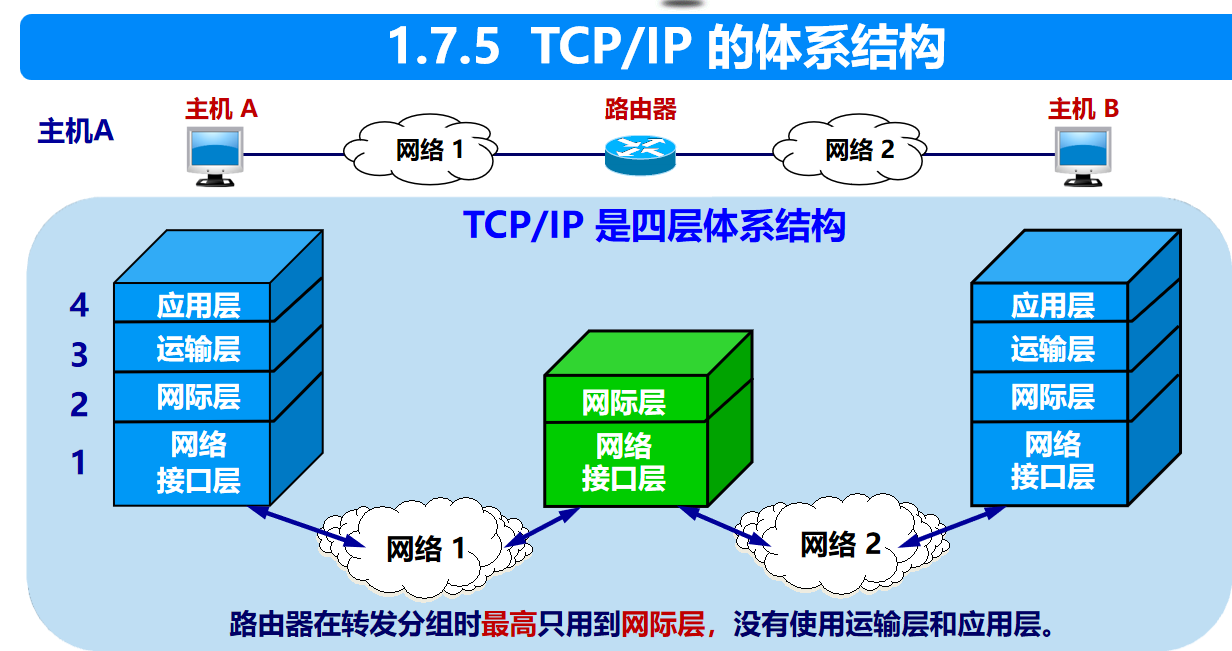 1.7.5 TCP/IP 的体系结构
主机A
主机 A
路由器
主机 B
网络 1
网络 2
TCP/IP 是四层体系结构
4
应用层
3
运输层
2
网际层
1
网络
接口层
网际层
网络
接口层
应用层
运输层
网际层
网络
接口层
网络 1
网络 2
路由器在转发分组时最高只用到网际层，没有使用运输层和应用层。